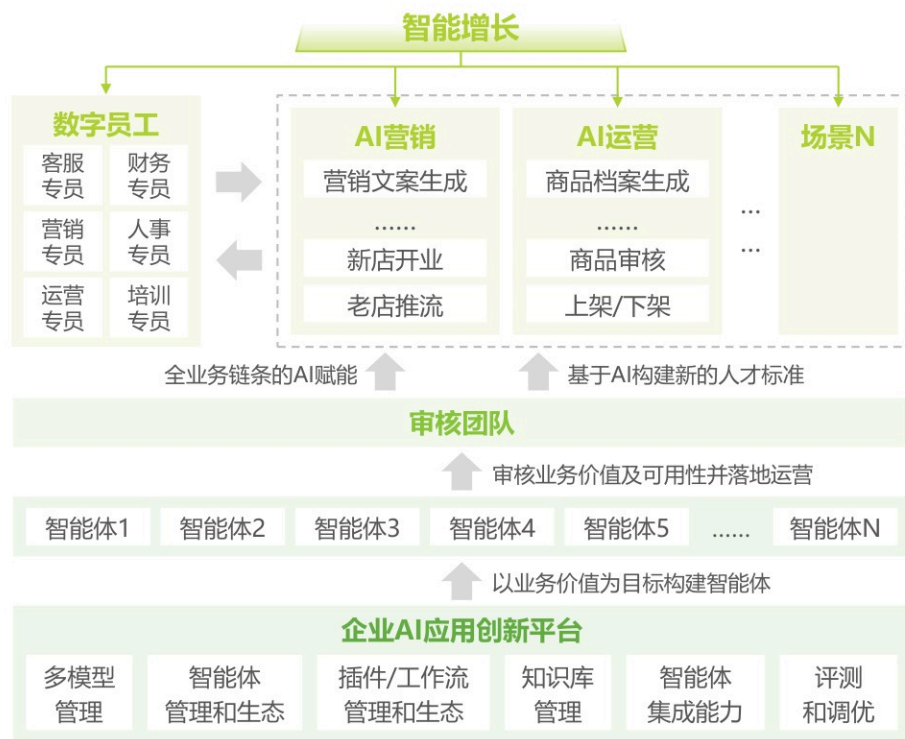 智能增长
数字员工
客服
专员
财务
专员
营销
专员
人事
专员
运营
专员
培训
专员
AI营销
营销文案生成
......
新店开业
老店推流
AI运营
商品档案生成
......
商品审核
上架/下架
...
...
场景N
全业务链条的AI赋能
基于AI构建新的人才标准
审核团队
审核业务价值及可用性并落地运营
智能体1
智能体2
智能体3
智能体4
智能体5
......
智能体N
以业务价值为目标构建智能体
企业AI应用创新平台
多模型
管理
智能体
管理和生态
插件/工作流
管理和生态
知识库
管理
智能体
集成能力
评测
和调优